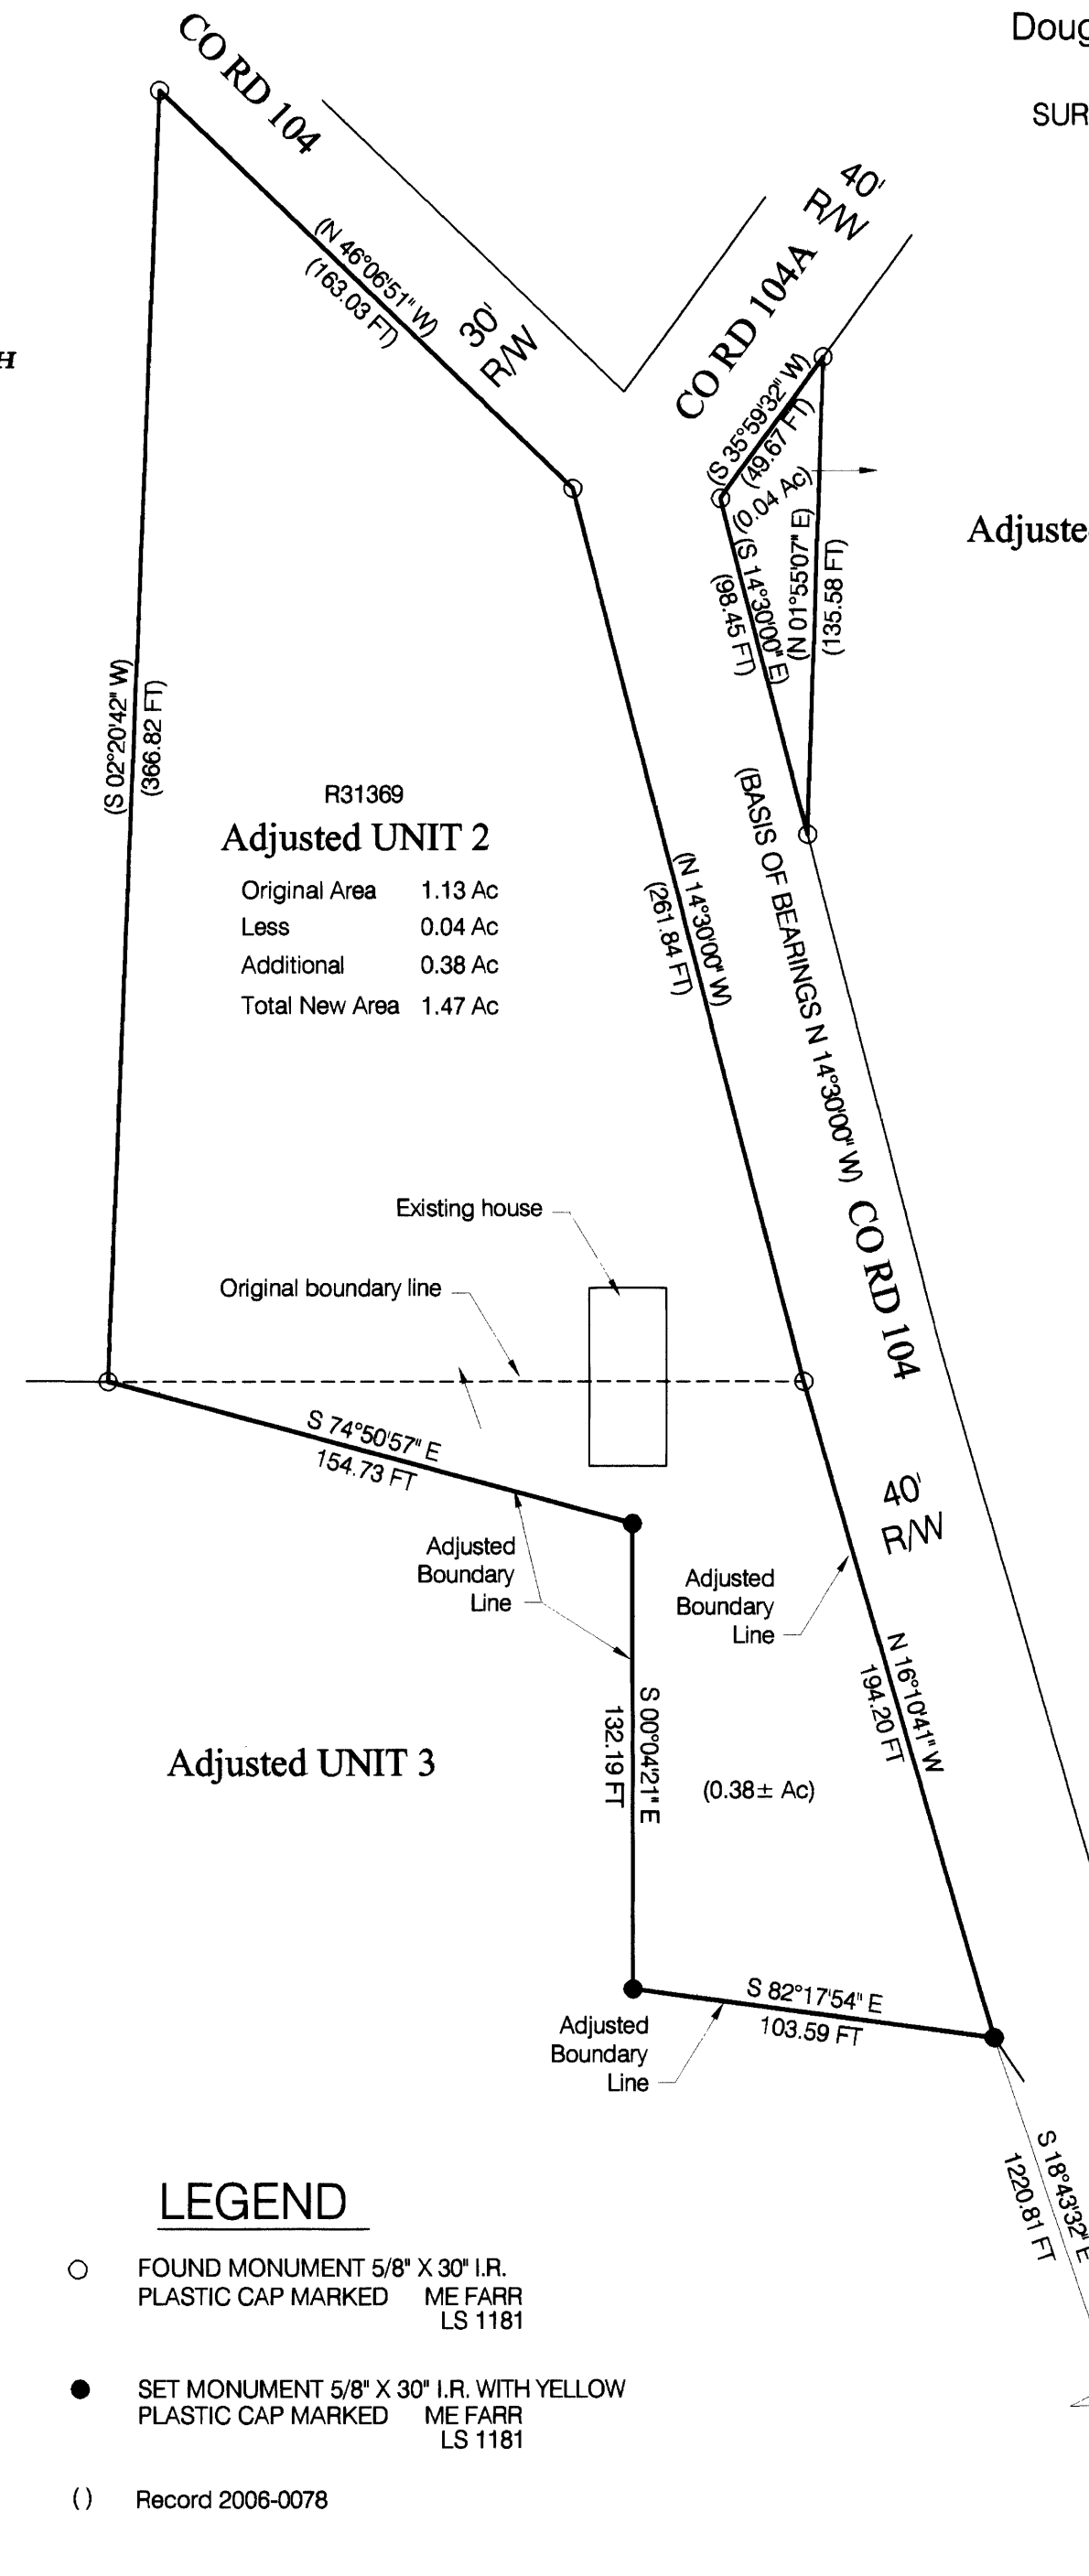 Doug
SUR
CO RD 104
40'
R/W
CO RD 104A
(N 46°06'51" W)
(163.03 FT)
30'
R/W
H
(S 35°59'32" W)
(49.67 FT)
(0.04 Ac)
(S 14°30'00" E)
(98.45 FT)
(N 01°55'07" E)
(135.58 FT)
Adjuste
(S 02°20'42" W)
(366.82 FT)
R31369
Adjusted UNIT 2
Original Area 1.13 Ac
Less 0.04 Ac
Additional 0.38 Ac
Total New Area 1.47 Ac
(N 14°30'00" W)
(261.84 FT)
(BASIS OF BEARINGS N 14°30'00" W)
CO RD 104
Existing house
Original boundary line
S 74°50'57" E
154.73 FT
40'
R/W
Adjusted
Boundary
Line
Adjusted
Boundary
Line
N 16°10'41" W
194.20 FT
S 00°04'21" E
132.19 FT
Adjusted UNIT 3
(0.38± Ac)
S 82°17'54" E
103.59 FT
Adjusted
Boundary
Line
S 18°43'32" E
1220.81 FT
LEGEND
FOUND MONUMENT 5/8" X 30" I.R.
PLASTIC CAP MARKED ME FARR
LS 1181
SET MONUMENT 5/8" X 30" I.R. WITH YELLOW
PLASTIC CAP MARKED ME FARR
LS 1181
( ) Record 2006-0078